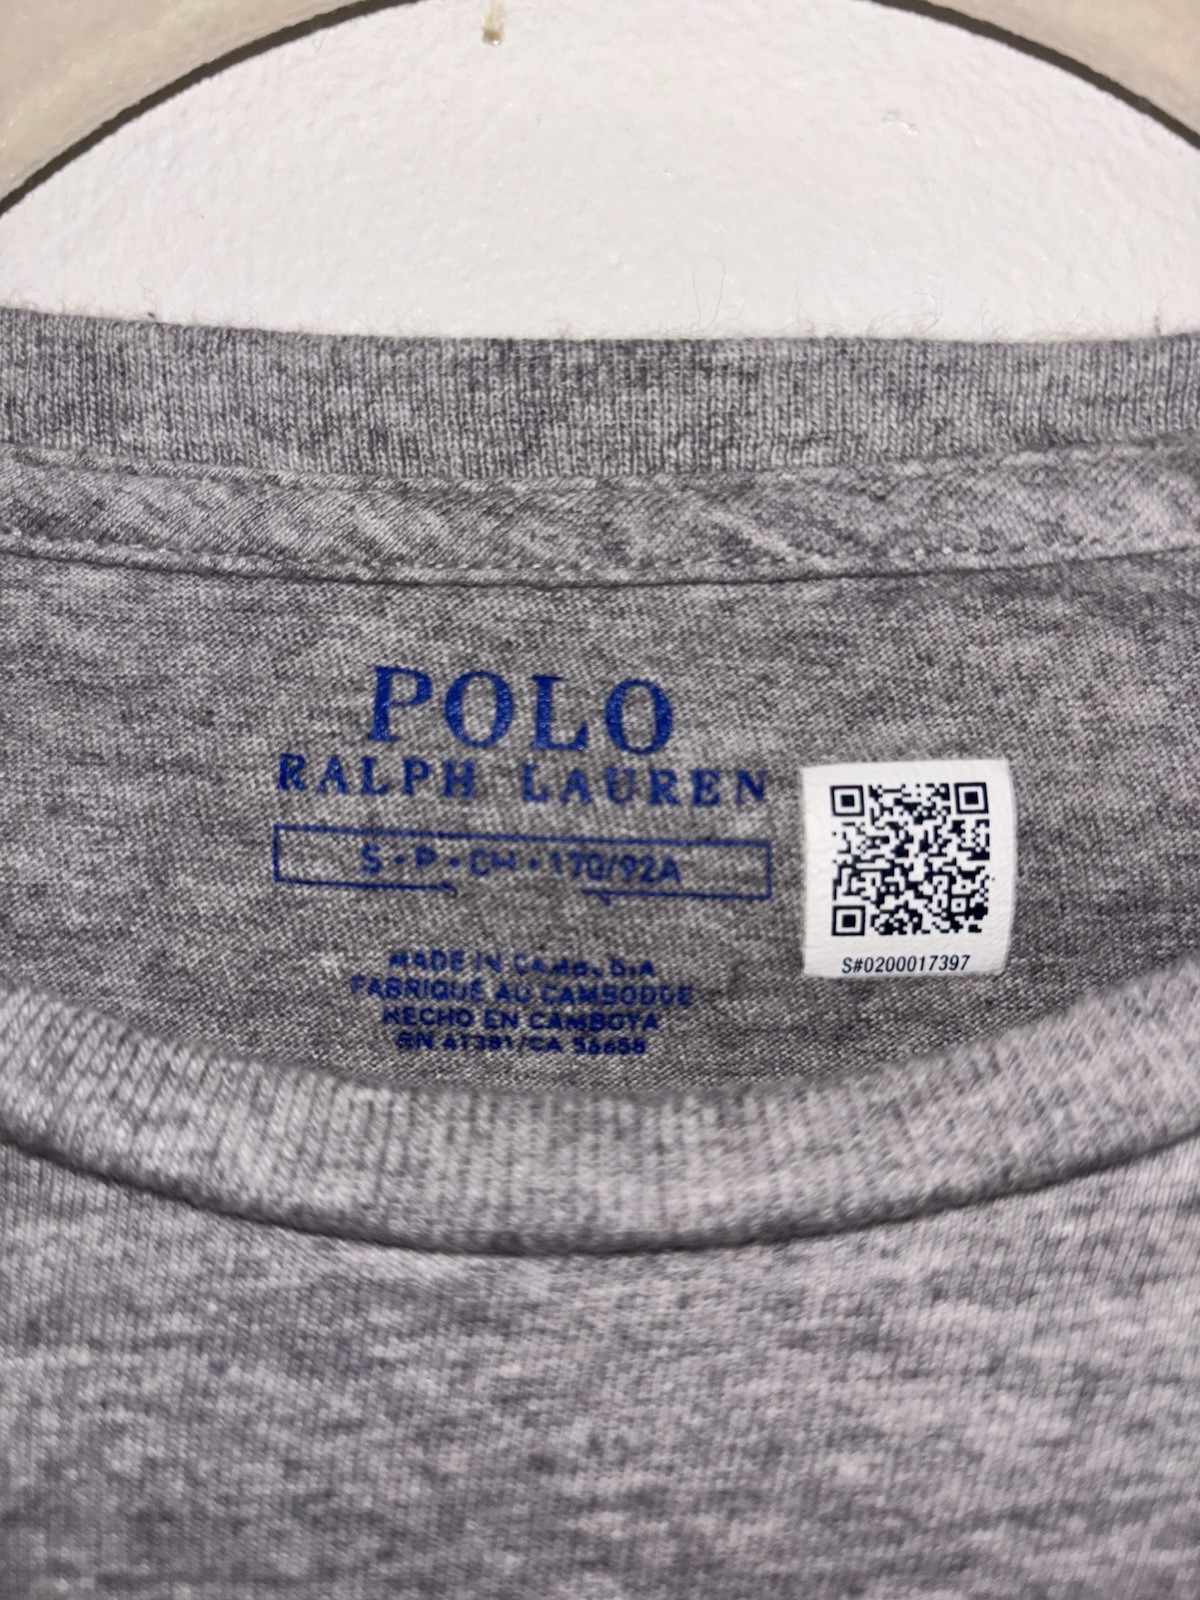 POLO
RALPH LAUREN
S • P • CH • 170/92A
MADE IN CAMBODIA
FABRIQUÉ AU CAMBODGE
HECHO EN CAMBOYA
RN 41381/CA 56658
S#0200017397